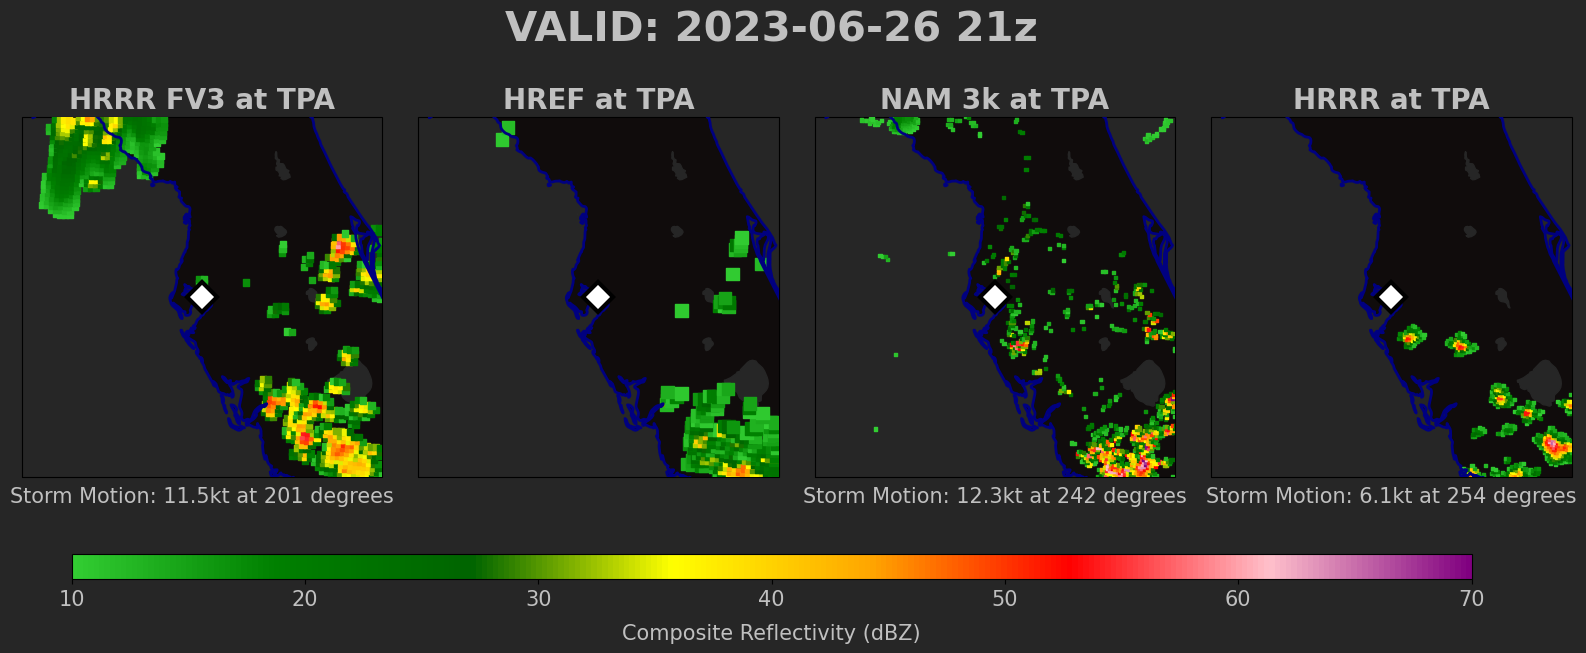 VALID: 2023-06-26 21z
HRRR FV3 at TPA
HREF at TPA
NAM 3k at TPA
HRRR at TPA
Storm Motion: 11.5kt at 201 degrees
Storm Motion: 12.3kt at 242 degrees
Storm Motion: 6.1kt at 254 degrees
10 20 30 40 50 60 70
Composite Reflectivity (dBZ)